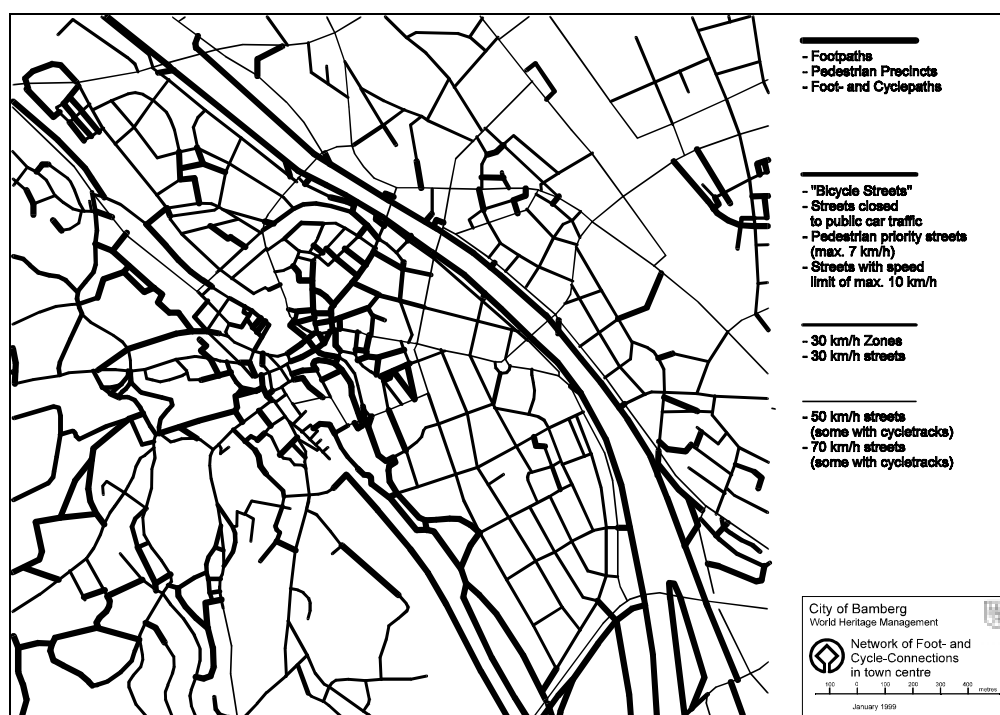 - Footpaths
- Pedestrian Precincts
- Foot- and Cyclepaths
- "Bicycle Streets"
- Streets closed
to public car traffic
- Pedestrian priority streets
(max. 7 km/h)
- Streets with speed
limit of max. 10 km/h
- 30 km/h Zones
- 30 km/h streets
- 50 km/h streets
(some with cycletracks)
- 70 km/h streets
(some with cycletracks)
City of Bamberg
World Heritage Management
Network of Foot- and
Cycle-Connections
in town centre
100 0 100 200 300 400 metres
January 1999